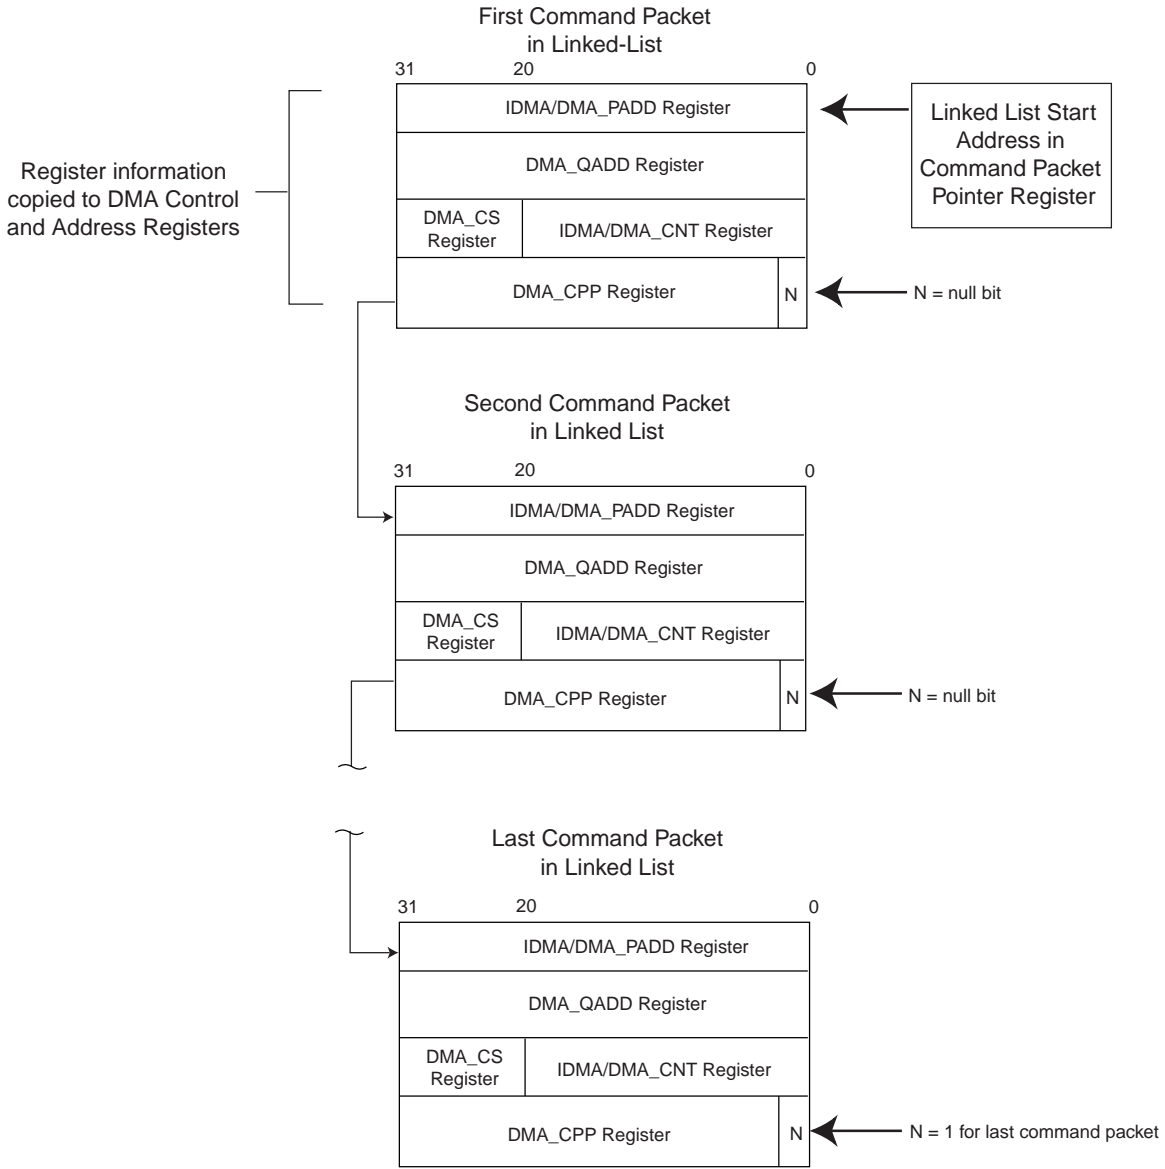 First Command Packet
in Linked-List
31 20 0
IDMA/DMA_PADD Register
Linked List Start
Address in
Command Packet
Pointer Register
Register information
copied to DMA Control
and Address Registers
DMA_QADD Register
DMA_CS
Register
IDMA/DMA_CNT Register
DMA_CPP Register
N
N = null bit
Second Command Packet
in Linked List
31 20 0
IDMA/DMA_PADD Register
DMA_QADD Register
DMA_CS
Register
IDMA/DMA_CNT Register
DMA_CPP Register
N
N = null bit
Last Command Packet
in Linked List
31 20 0
IDMA/DMA_PADD Register
DMA_QADD Register
DMA_CS
Register
IDMA/DMA_CNT Register
DMA_CPP Register
N
N = 1 for last command packet